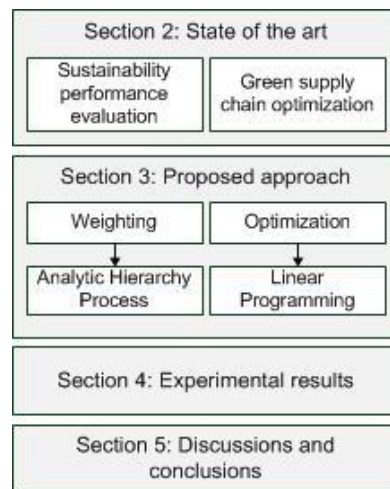 Section 2: State of the art
Sustainability
performance
evaluation
Green supply
chain optimization
Section 3: Proposed approach
Weighting
Optimization
Analytic Hierarchy
Process
Linear
Programming
Section 4: Experimental results
Section 5: Discussions and
conclusions